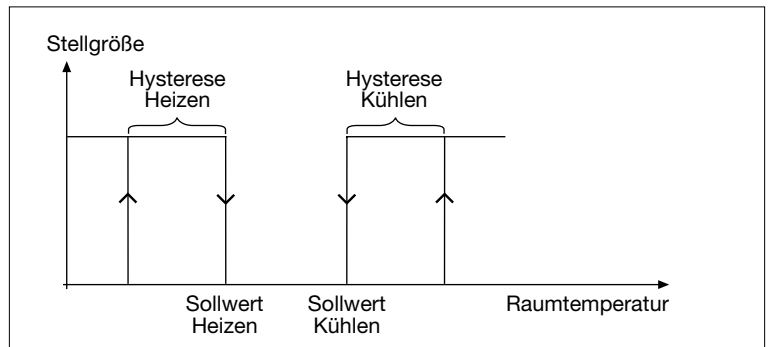 Stellgröße
Hysterese
Heizen
Hysterese
Kühlen
Sollwert
Heizen
Sollwert
Kühlen
Raumtemperatur